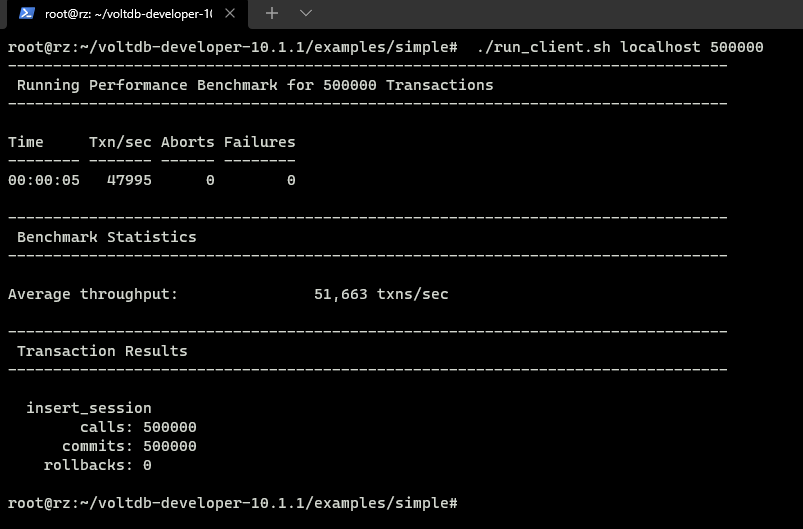 root@rz: ~/voltdb-developer-10
root@rz:~/voltdb-developer-10.1.1/examples/simple#  ./run_client.sh localhost 500000
--------------------------------------------------------------------------------
 Running Performance Benchmark for 500000 Transactions
--------------------------------------------------------------------------------
Time     Txn/sec Aborts Failures
-------- ------- ------ --------
00:00:05   47995      0        0
--------------------------------------------------------------------------------
 Benchmark Statistics
--------------------------------------------------------------------------------
Average throughput:               51,663 txns/sec
--------------------------------------------------------------------------------
 Transaction Results
--------------------------------------------------------------------------------
  insert_session
        calls: 500000
      commits: 500000
    rollbacks: 0
root@rz:~/voltdb-developer-10.1.1/examples/simple#